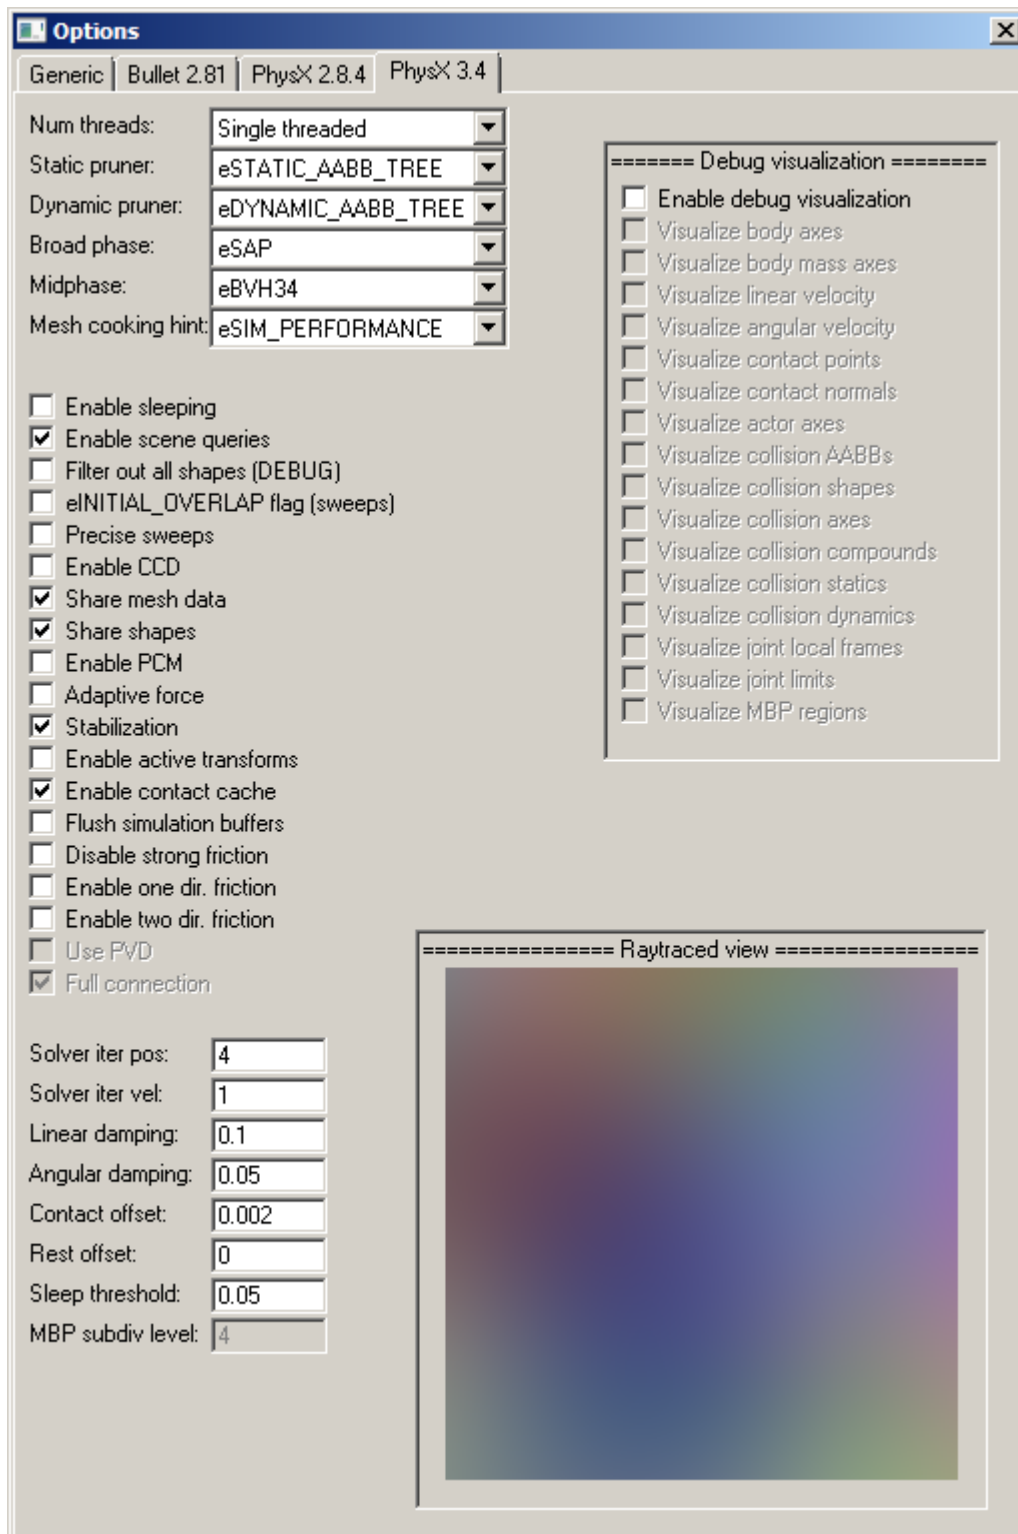 Options
Generic Bullet 2.81 PhysX 2.8.4 PhysX 3.4
Num threads: Single threaded
Static pruner: eSTATIC_AABB_TREE
Dynamic pruner: eDYNAMIC_AABB_TREE
Broad phase: eSAP
Midphase: eBVH34
Mesh cooking hint: eSIM_PERFORMANCE
Enable sleeping
Enable scene queries
Filter out all shapes (DEBUG)
eINITIAL_OVERLAP flag (sweeps)
Precise sweeps
Enable CCD
Share mesh data
Share shapes
Enable PCM
Adaptive force
Stabilization
Enable active transforms
Enable contact cache
Flush simulation buffers
Disable strong friction
Enable one dir. friction
Enable two dir. friction
Use PVD
Full connection
Solver iter pos: 4
Solver iter vel: 1
Linear damping: 0.1
Angular damping: 0.05
Contact offset: 0.002
Rest offset: 0
Sleep threshold: 0.05
MBP subdiv level: 4
======= Debug visualization ========
Enable debug visualization
Visualize body axes
Visualize body mass axes
Visualize linear velocity
Visualize angular velocity
Visualize contact points
Visualize contact normals
Visualize actor axes
Visualize collision AABBs
Visualize collision shapes
Visualize collision axes
Visualize collision compounds
Visualize collision statics
Visualize collision dynamics
Visualize joint local frames
Visualize joint limits
Visualize MBP regions
================ Raytraced view =================